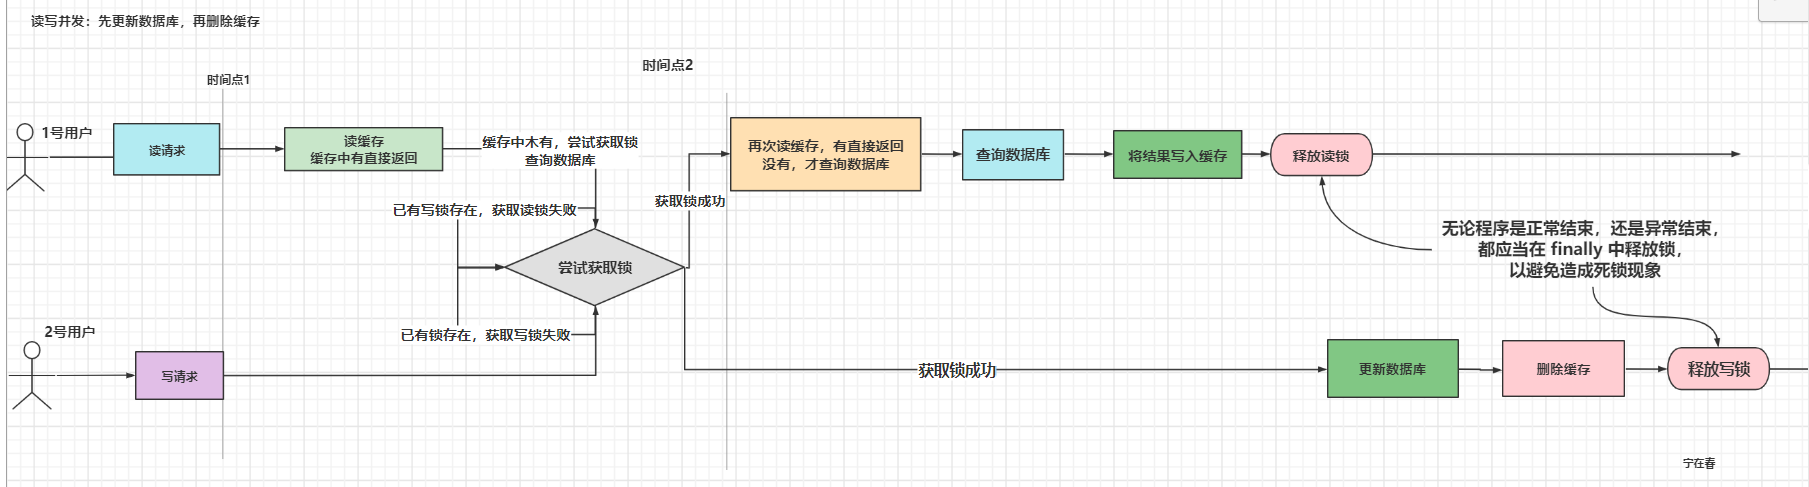 读写并发：先更新数据库，再删除缓存
时间点1
时间点2
1号用户
读请求
读缓存
缓存中有直接返回
缓存中木有，尝试获取锁
查询数据库
再次读缓存，有直接返回
没有，才查询数据库
查询数据库
将结果写入缓存
释放读锁
获取锁成功
已有写锁存在，获取读锁失败
尝试获取锁
无论程序是正常结束，还是异常结束，
都应当在 finally 中释放锁，
以避免造成死锁现象
已有锁存在，获取写锁失败
2号用户
写请求
获取锁成功
更新数据库
删除缓存
释放写锁
宁在春